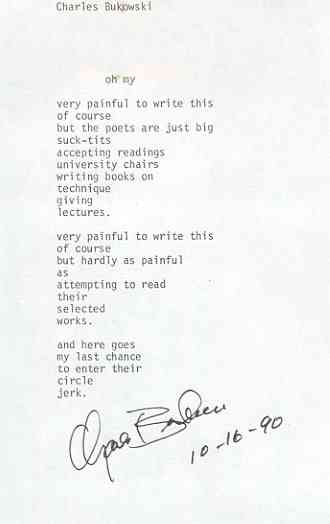 Charles Bukowski
oh my
very painful to write this
of course
but the poets are just big
suck-tits
accepting readings
university chairs
writing books on
technique
giving
lectures.
very painful to write this
of course
but hardly as painful
as
attempting to read
their
selected
works.
and here goes
my last chance
to enter their
circle
jerk.
10-16-90